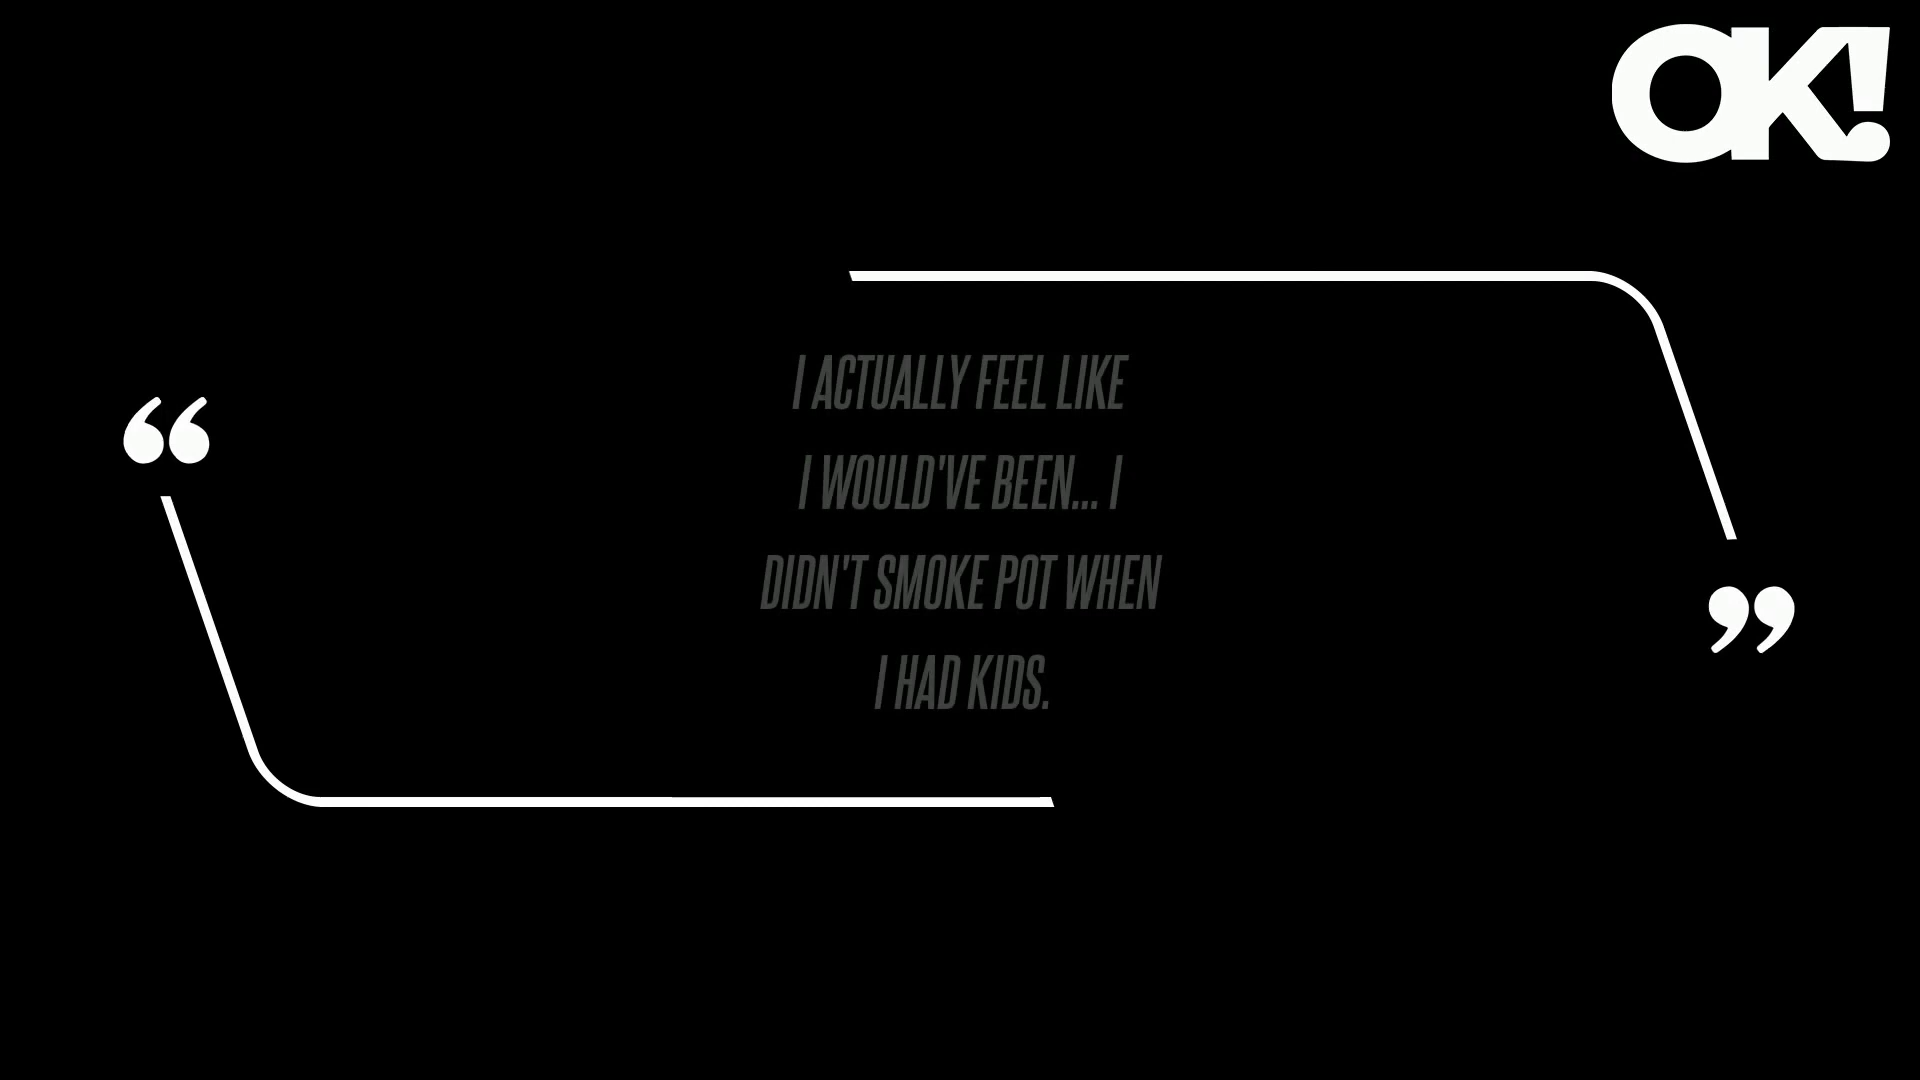 OK!
“
I ACTUALLY FEEL LIKE
I WOULD'VE BEEN... I
DIDN'T SMOKE POT WHEN
I HAD KIDS.
”